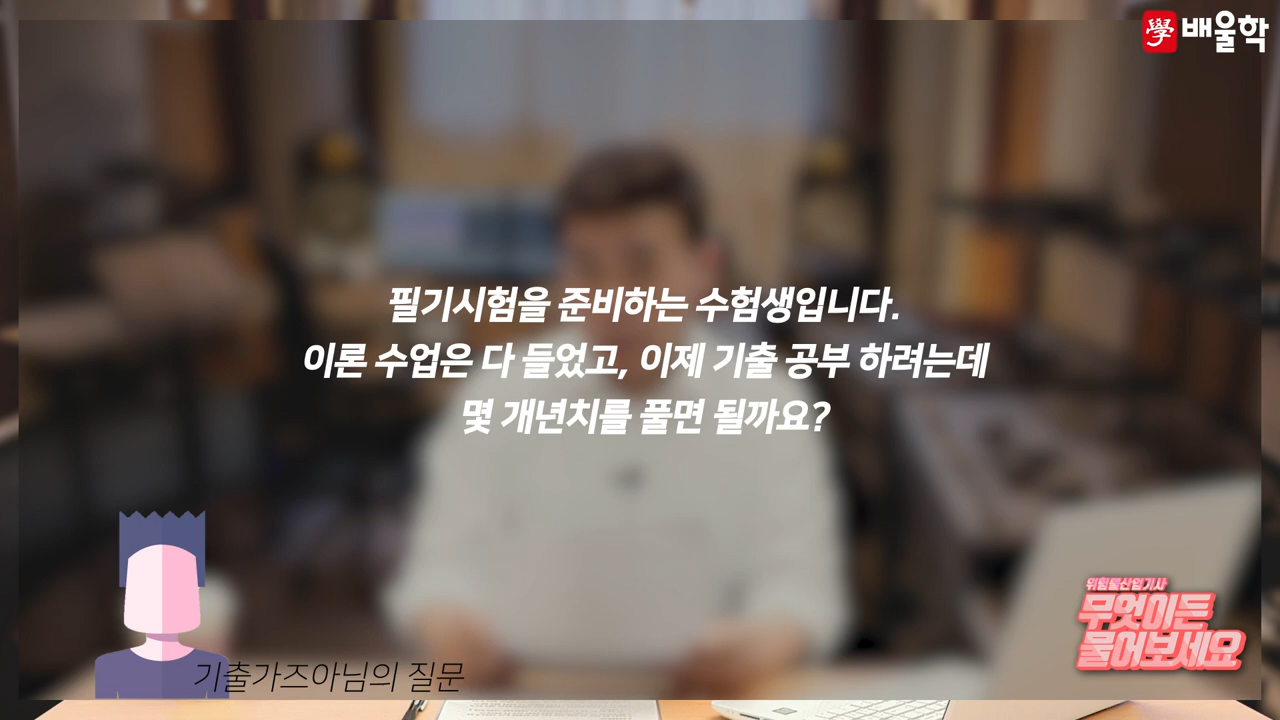 學 배울학
필기시험을 준비하는 수험생입니다.
이론 수업은 다 들었고, 이제 기출 공부 하려는데
몇 개년치를 풀면 될까요?
위험물산업기사
무엇이든
물어보세요
기출가즈아님의 질문